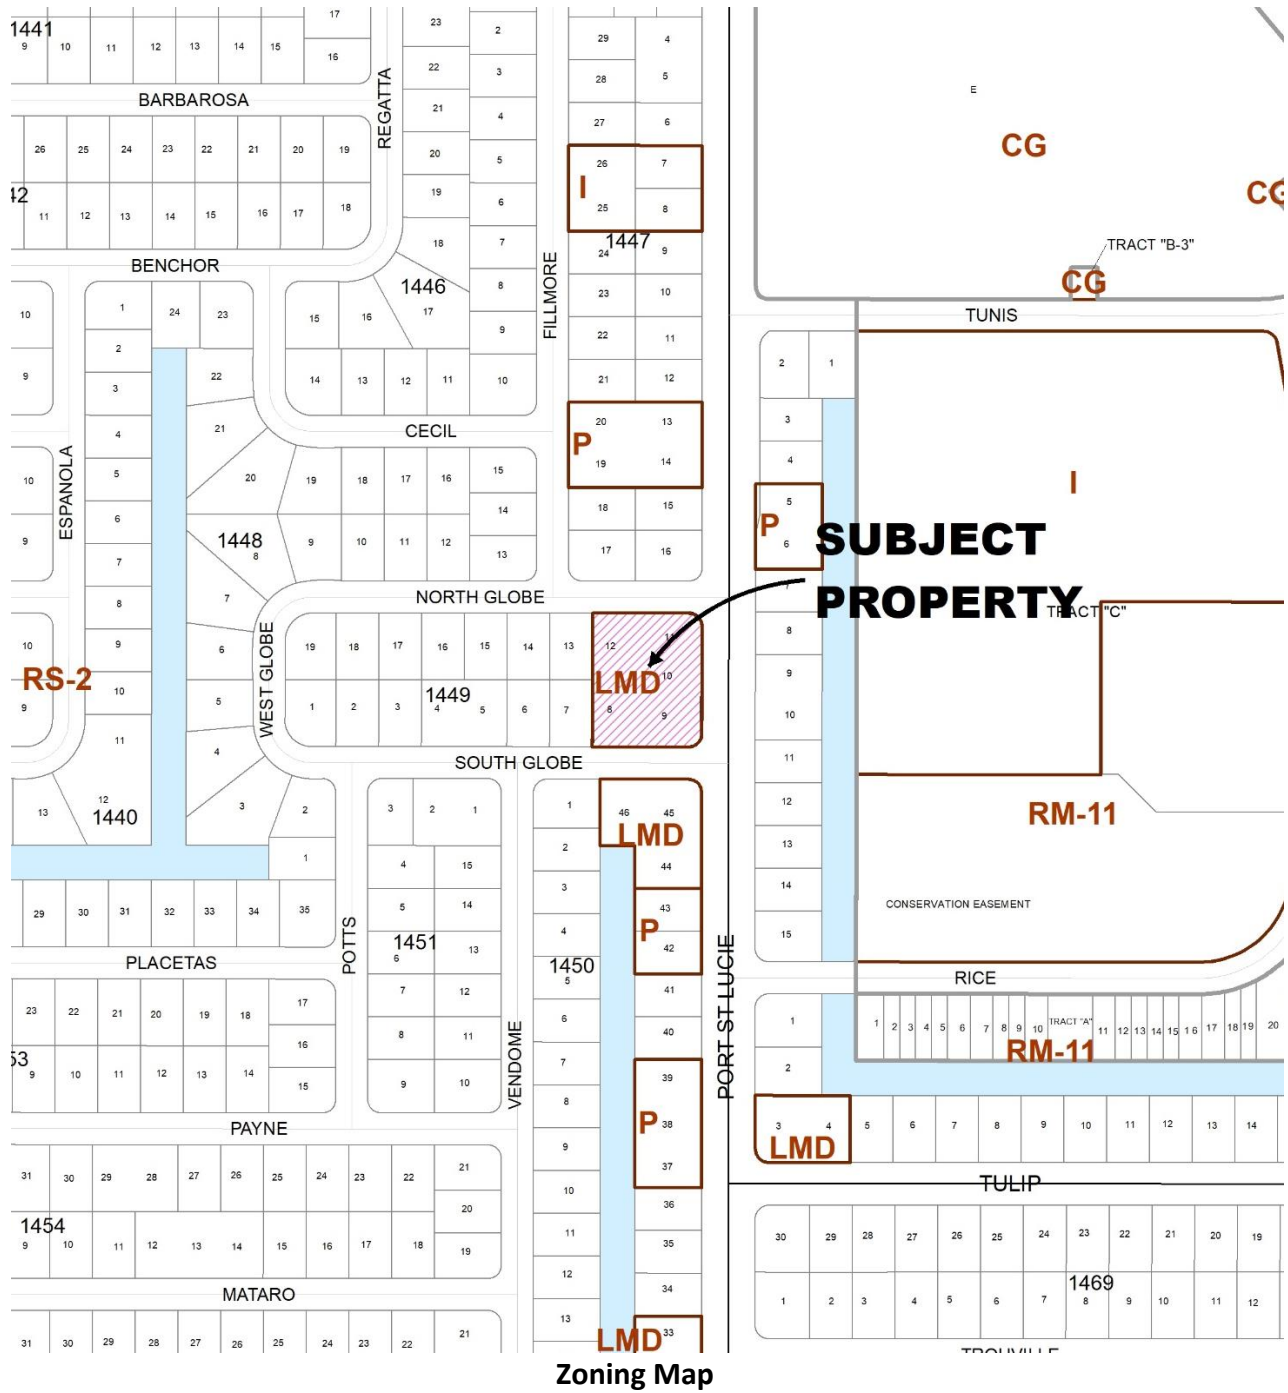 1441
9 10 11 12 13 14 15 17
16
BARBAROSA
REGATTA
23 2
22 3
21 4
20 5
19 6
18 7
1446
17 8
9
29 4
28 5
27 6
26 7
I
25 8
1447
24 9
23 10
22 11
21 12
20 13
P
19 14
18 15
17 16
FILLMORE
E
CG
CG
TRACT "B-3"
CG
TUNIS
26 25 24 23 22 21 20 19
42
11 12 13 14 15 16 17 18
BENCHOR
10
9
1 24 23
2
3 22
4 21
5 20
6
7
8
9
10
11
12
13
1440
15 16
14 13 12 11 10
CECIL
ESPANOLA
10
9
10
RS-2
9
19 18 17 16 15
14
9 10 11 12 13
1448
8
7
6
5
4
3 2
1
NORTH GLOBE
WEST GLOBE
19 18 17 16 15 14 13 12 11
LMD
10
1449
1 2 3 4 5 6 7 8 9
SOUTH GLOBE
SUBJECT
PROPERTY
2 1
3
4
P
5
6
7
8
9
10
11
12
13
14
15
I
TRACT "C"
RM-11
CONSERVATION EASEMENT
RICE
29 30 31 32 33 34 35
PLACETAS
POTTS
3 2 1
4 15
5 14
1451
6 13
7 12
8 11
9 10
VENDOME
1
2
3
4
1450
5
6
7
8
9
10
11
12
13
46 45
LMD
44
43
P
42
41
40
39
P
38
37
36
35
34
LMD
33
PORT ST LUCIE
1
2
3 4
LMD
1 2 3 4 5 6 7 8 9 10 TRACT "A" 11 12 13 14 15 16 17 18 19 20
RM-11
5 6 7 8 9 10 11 12 13 14
TULIP
23 22 21 20 19 18 17
16
53
9 10 11 12 13 14 15
PAYNE
31 30 29 28 27 26 25 24 23 22 21
20
1454
9 10 11 12 13 14 15 16 17 18 19
MATARO
31 30 29 28 27 26 25 24 23 22 21
30 29 28 27 26 25 24 23 22 21 20 19
1469
1 2 3 4 5 6 7 8 9 10 11 12
TROUVILLE
Zoning Map